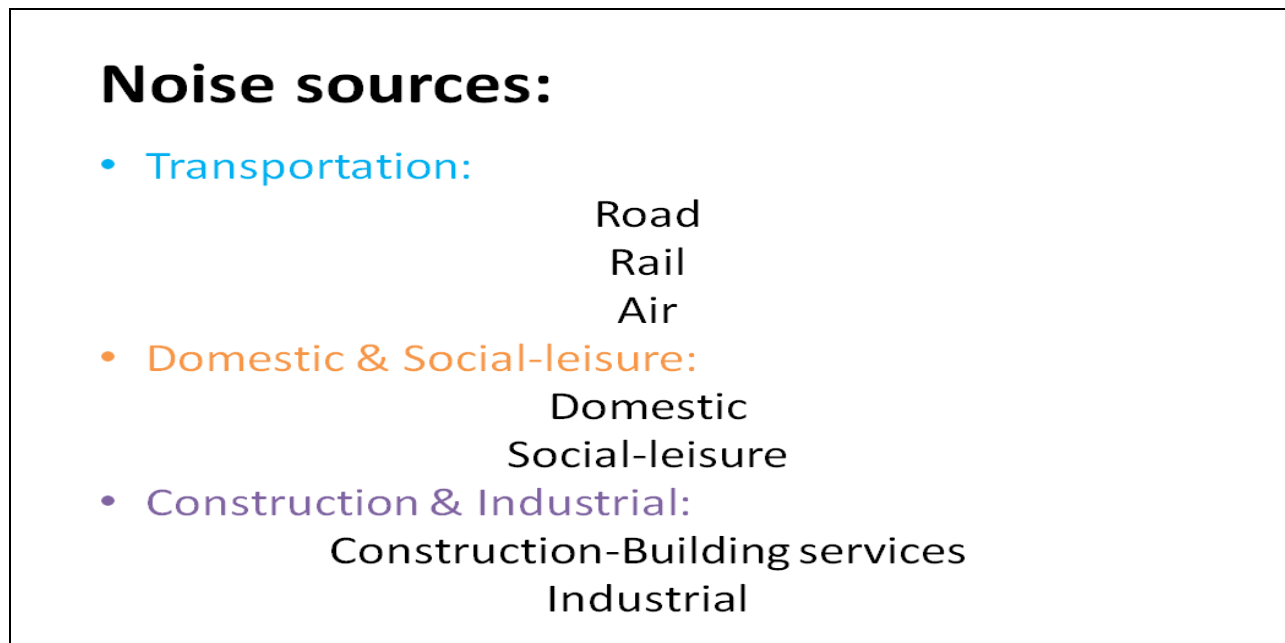 Noise sources:
• Transportation:
Road
Rail
Air
• Domestic & Social-leisure:
Domestic
Social-leisure
• Construction & Industrial:
Construction-Building services
Industrial